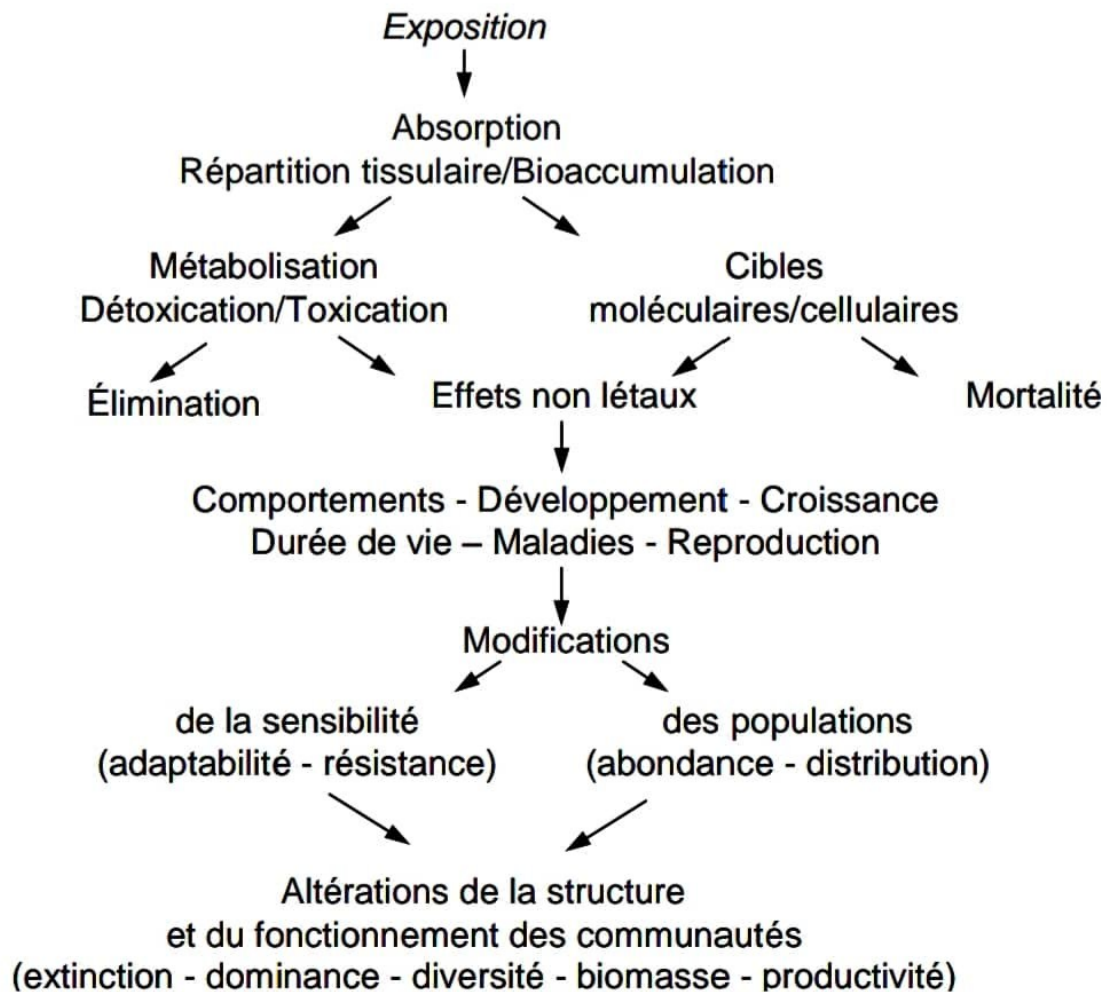 Exposition
Absorption
Répartition tissulaire/Bioaccumulation
Métabolisation
Détoxication/Toxication
Cibles
moléculaires/cellulaires
Élimination
Effets non létaux
Mortalité
Comportements - Développement - Croissance
Durée de vie – Maladies - Reproduction
Modifications
de la sensibilité
(adaptabilité - résistance)
des populations
(abondance - distribution)
Altérations de la structure
et du fonctionnement des communautés
(extinction - dominance - diversité - biomasse - productivité)